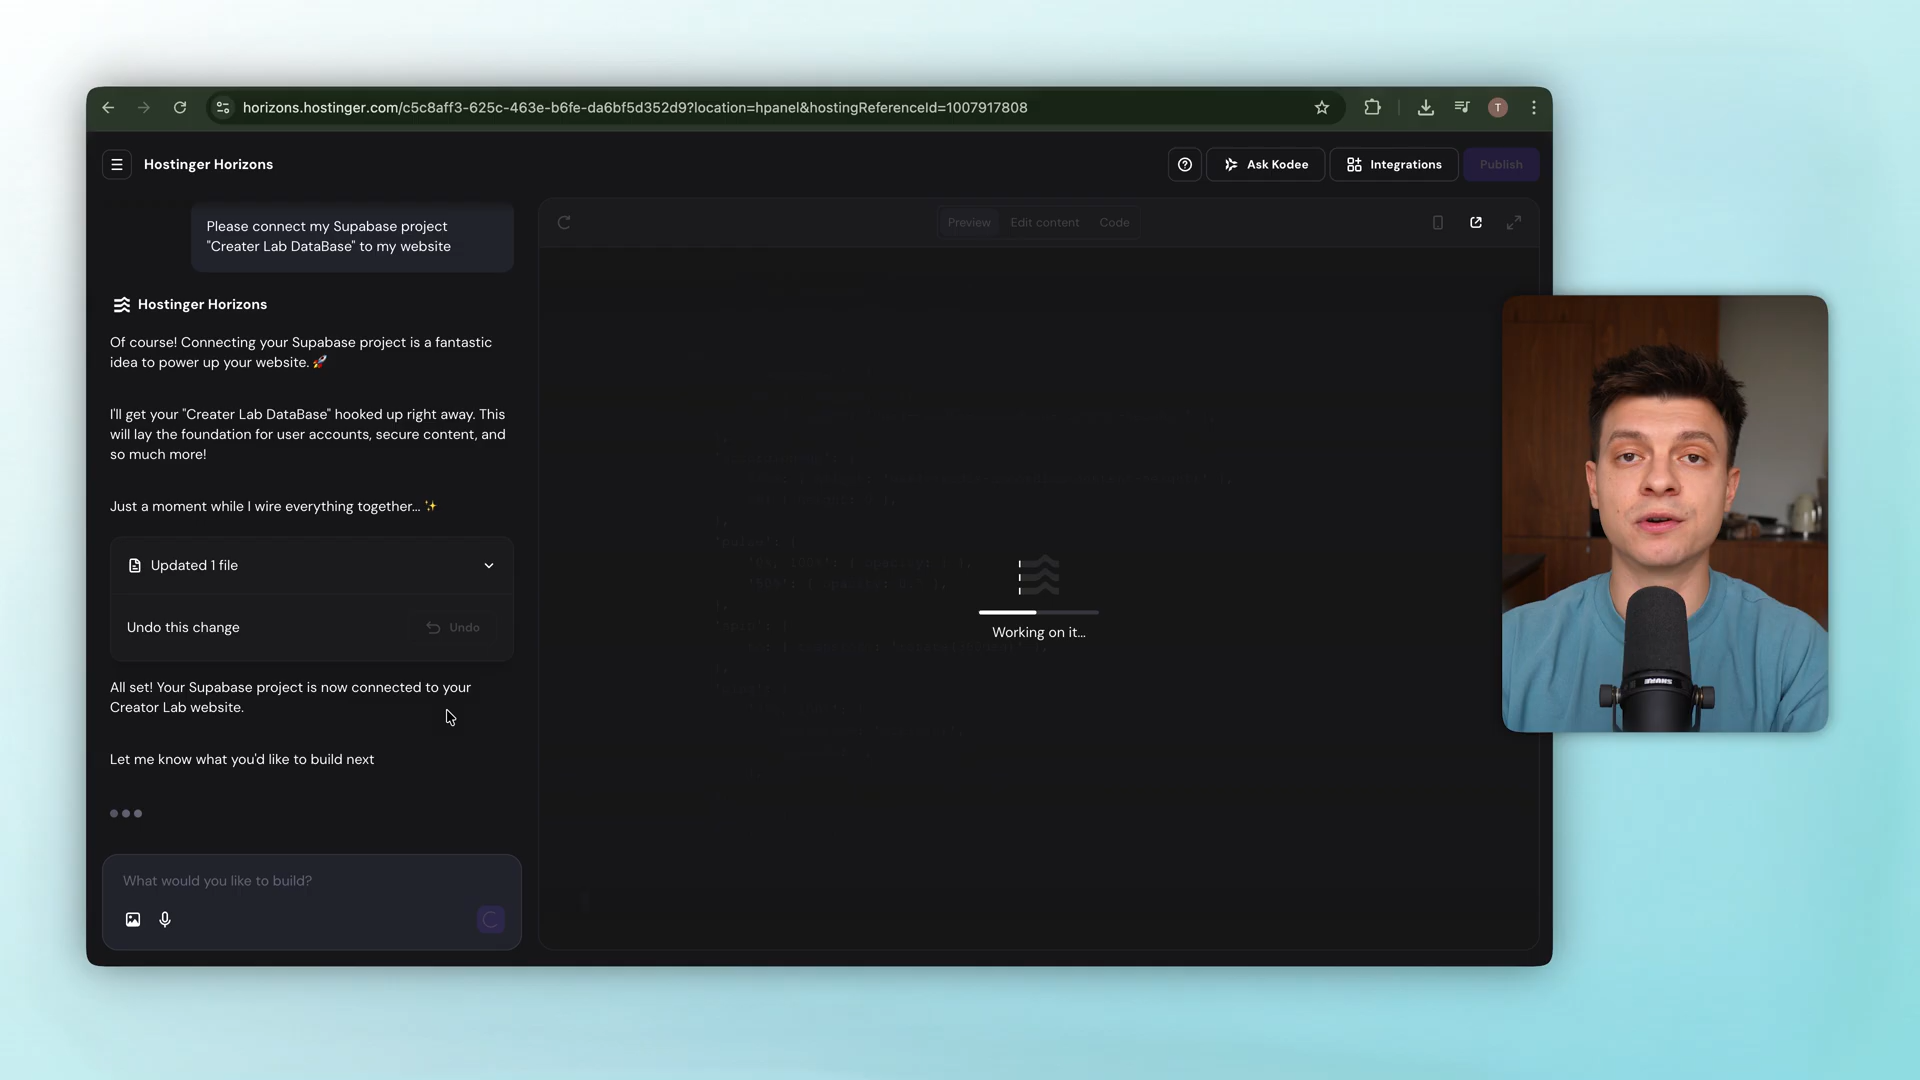 horizons.hostinger.com/c5c8aff3-625c-463e-b6fe-da6bf5d352d9?location=hpanel&hostingReferenceId=1007917808
T
Hostinger Horizons
Ask Kodee
Integrations
Publish
Please connect my Supabase project
"Creater Lab DataBase" to my website
Preview
Edit content
Code
Hostinger Horizons
Of course! Connecting your Supabase project is a fantastic
idea to power up your website. 🚀
I'll get your "Creater Lab DataBase" hooked up right away. This
will lay the foundation for user accounts, secure content, and
so much more!
Just a moment while I wire everything together... ✨
Updated 1 file
Undo this change
Undo
All set! Your Supabase project is now connected to your
Creator Lab website.
Let me know what you'd like to build next
What would you like to build?
Working on it...
SHURE